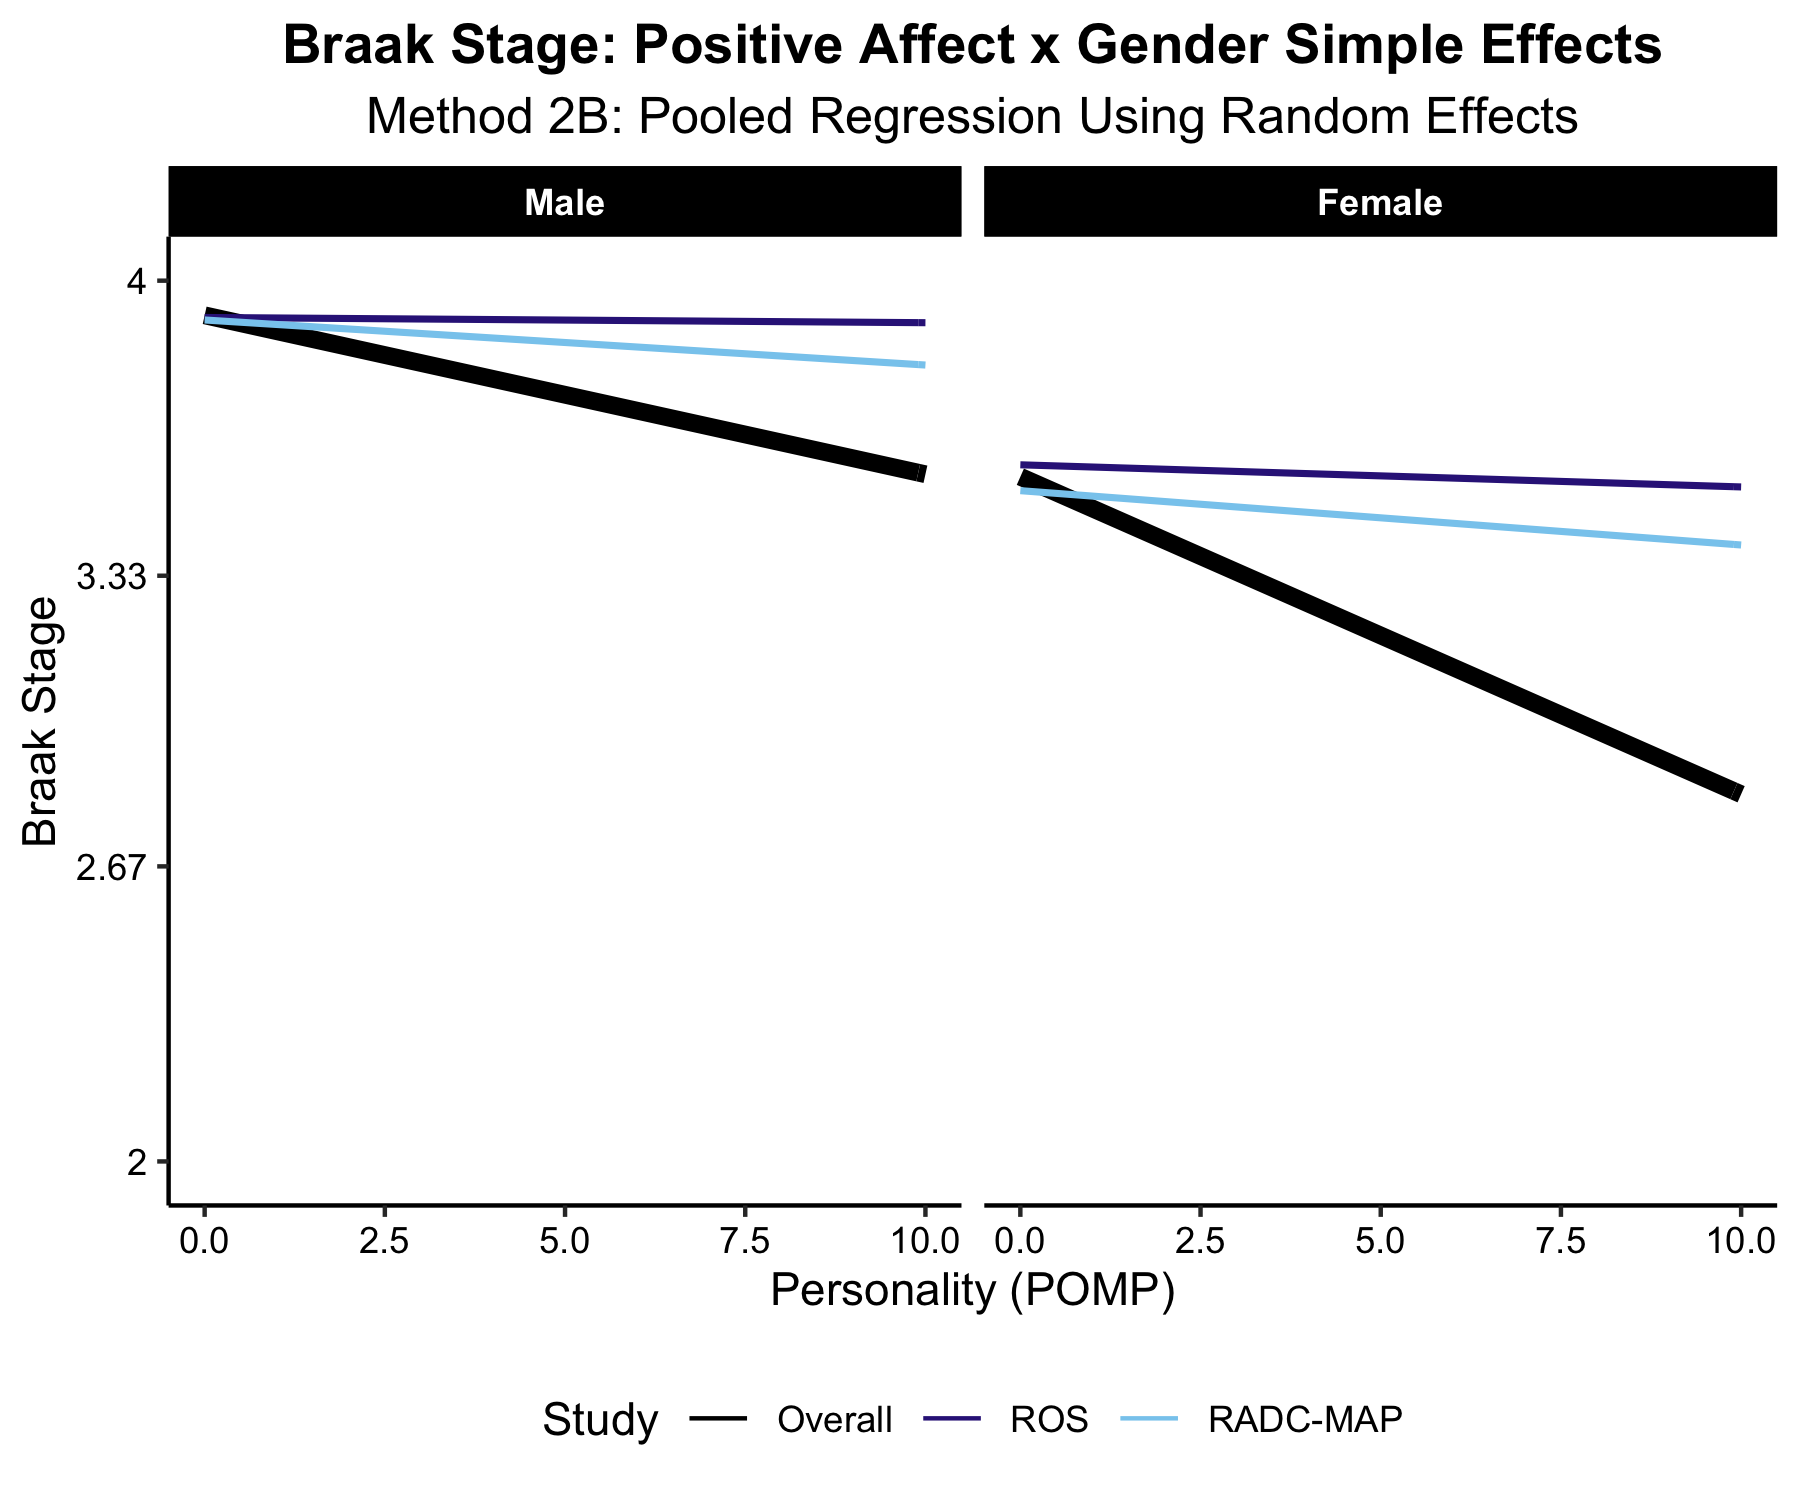 Braak Stage: Positive Affect x Gender Simple Effects
Method 2B: Pooled Regression Using Random Effects
Male
Female
Braak Stage
4
3.33
2.67
2
0.0 2.5 5.0 7.5 10.0
0.0 2.5 5.0 7.5 10.0
Personality (POMP)
Study Overall ROS RADC-MAP